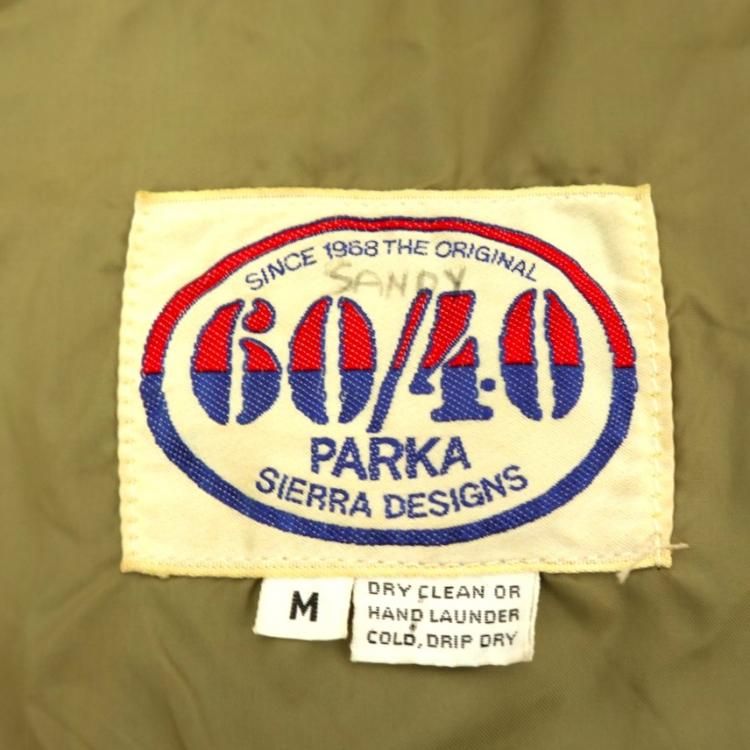 SINCE 1968 THE ORIGINAL
SANDY
60/40
PARKA
SIERRA DESIGNS
M
DRY CLEAN OR
HAND LAUNDER
COLD, DRIP DRY